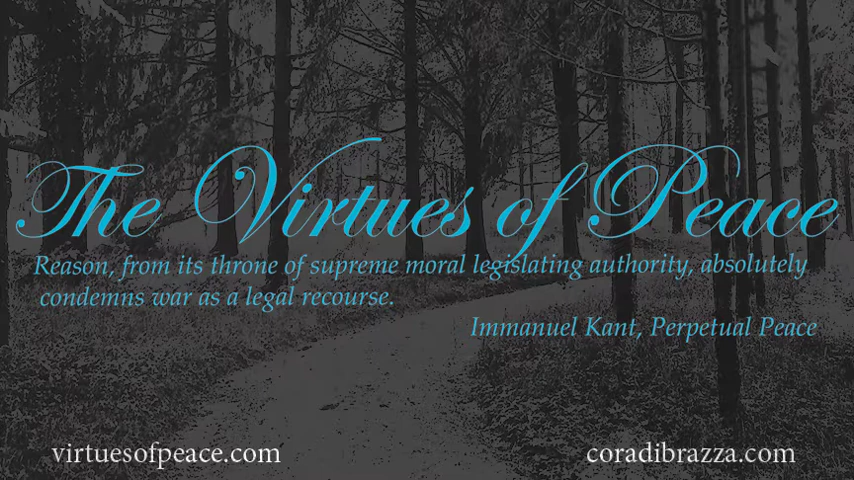 The Virtues of Peace
Reason, from its throne of supreme moral legislating authority, absolutely
condemns war as a legal recourse.
Immanuel Kant, Perpetual Peace
virtuesofpeace.com
coradibrazza.com